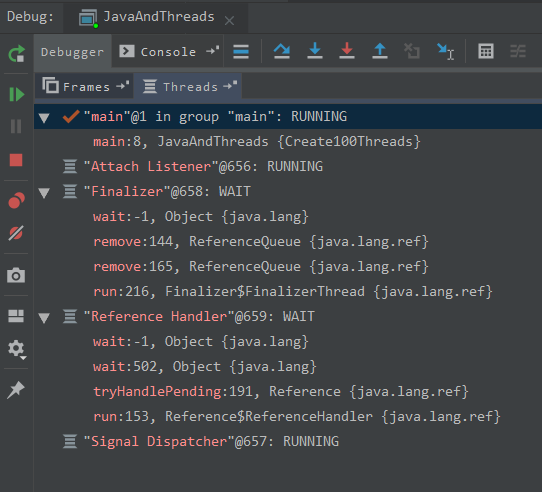 Debug: JavaAndThreads
Debugger Console
Frames Threads
"main"@1 in group "main": RUNNING
main:8, JavaAndThreads {Create100Threads}
"Attach Listener"@656: RUNNING
"Finalizer"@658: WAIT
wait:-1, Object {java.lang}
remove:144, ReferenceQueue {java.lang.ref}
remove:165, ReferenceQueue {java.lang.ref}
run:216, Finalizer$FinalizerThread {java.lang.ref}
"Reference Handler"@659: WAIT
wait:-1, Object {java.lang}
wait:502, Object {java.lang}
tryHandlePending:191, Reference {java.lang.ref}
run:153, Reference$ReferenceHandler {java.lang.ref}
"Signal Dispatcher"@657: RUNNING